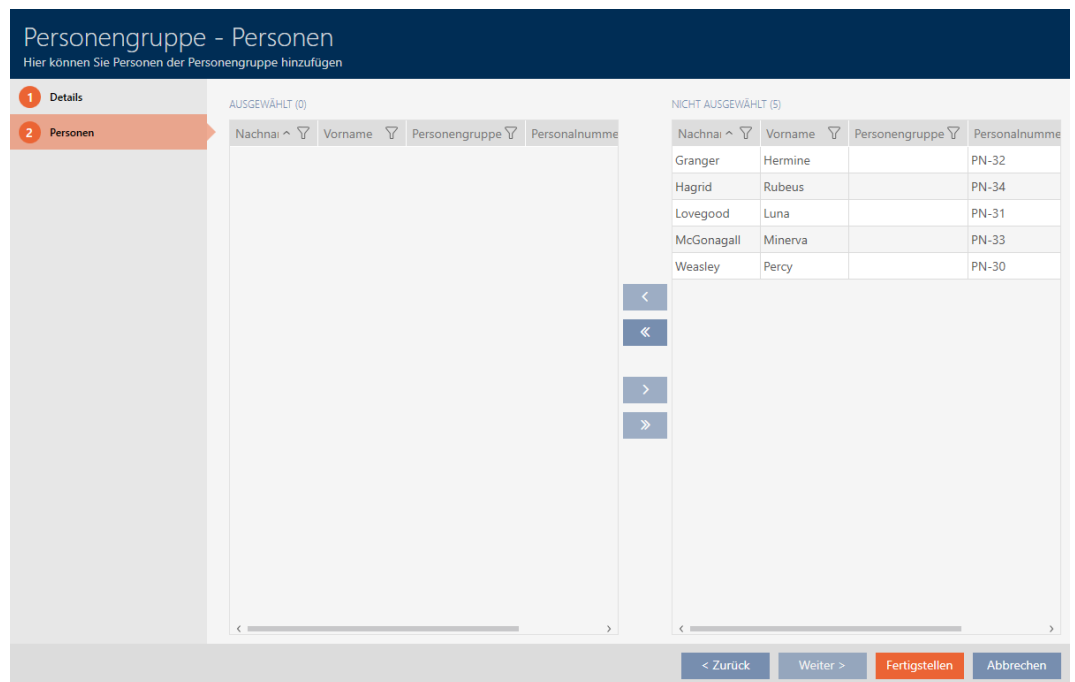 Personengruppe - Personen
Hier können Sie Personen der Personengruppe hinzufügen
1 Details
2 Personen
AUSGEWÄHLT (0)
Nachnai Vorname Personengruppe Personalnumme
NICHT AUSGEWÄHLT (5)
Nachnai Vorname Personengruppe Personalnumme
Granger Hermine PN-32
Hagrid Rubeus PN-34
Lovegood Luna PN-31
McGonagall Minerva PN-33
Weasley Percy PN-30
< Zurück Weiter > Fertigstellen Abbrechen